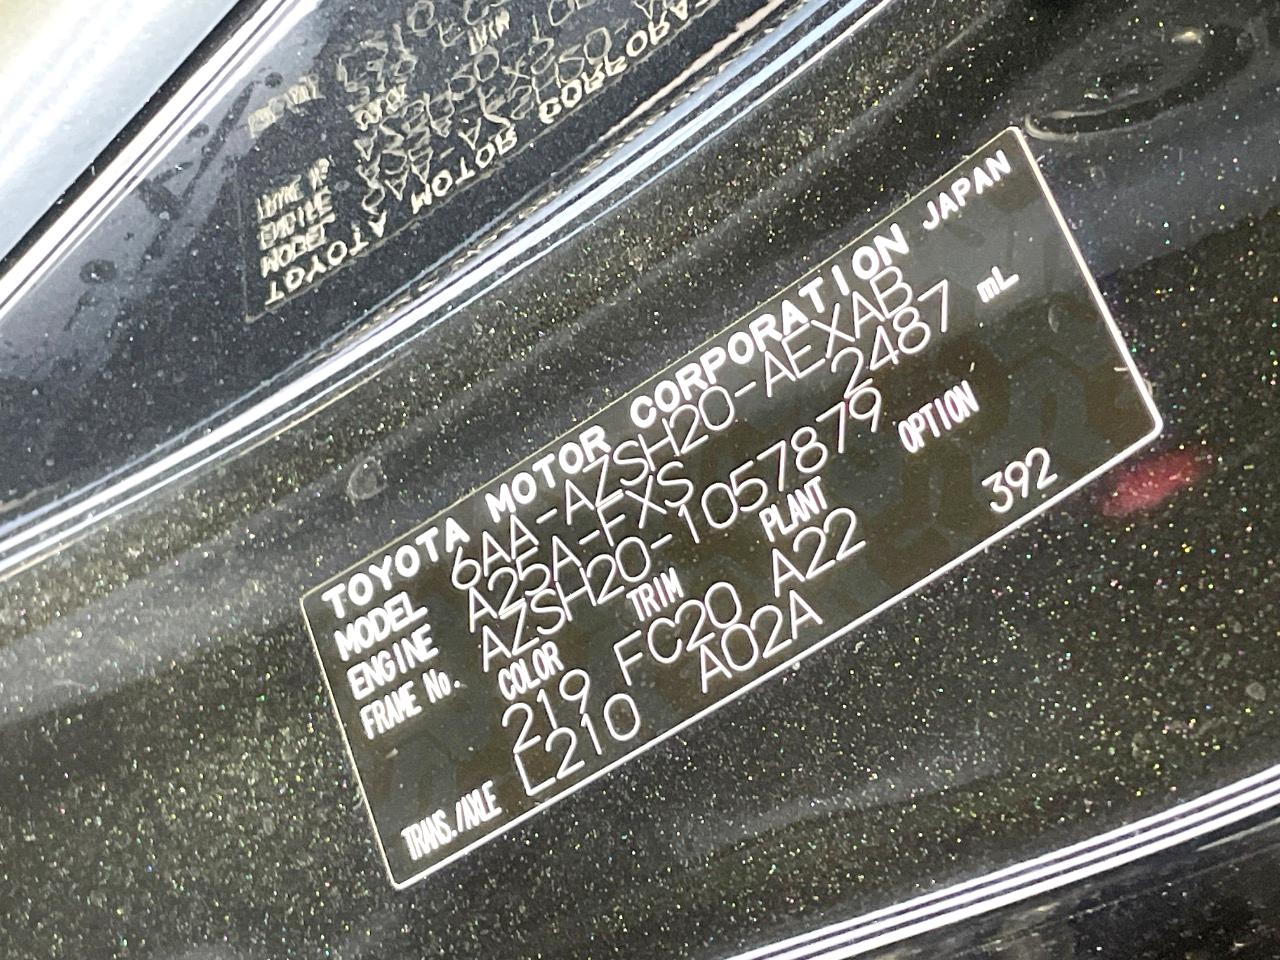 TOYOTA MOTOR CORPORATION JAPAN
MODEL 6AA-AZSH20-AEXAB
ENGINE A25A-FXS 2487 mL
FRAME No. AZSH20-1057879
COLOR TRIM PLANT OPTION
219 FC20 A22 392
TRANS./AXLE L210 A02A